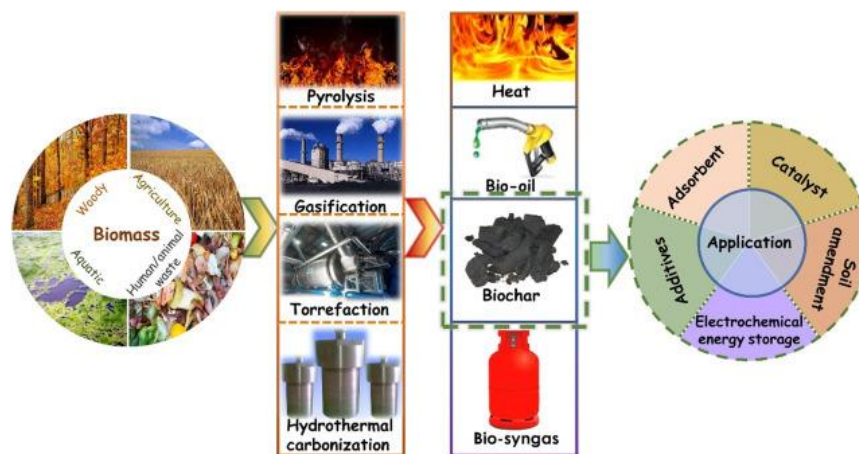 Woody
Agriculture
Biomass
Aquatic
Human/animal
waste
Pyrolysis
Gasification
Torrefaction
Hydrothermal
carbonization
Heat
Bio-oil
Biochar
Bio-syngas
Adsorbent
Catalyst
Application
Additives
Soil
amendment
Electrochemical
energy storage